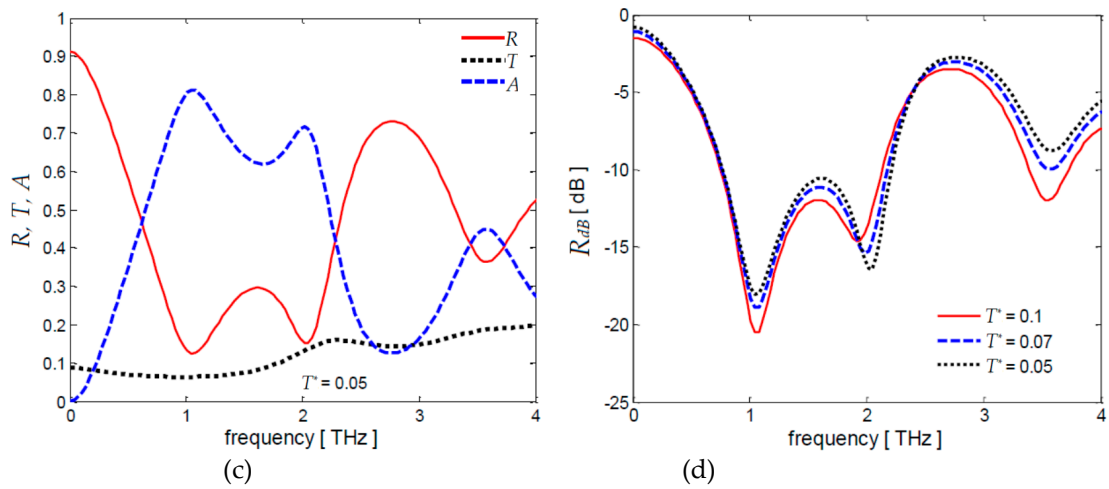 1
0.9
0.8
0.7
0.6
0.5
0.4
0.3
0.2
0.1
0
R, T, A
R
T
A
T* = 0.05
0 1 2 3 4
frequency [ THz ]
(c)
0
-5
-10
-15
-20
-25
RdB [ dB ]
T* = 0.1
T* = 0.07
T* = 0.05
0 1 2 3 4
frequency [ THz ]
(d)